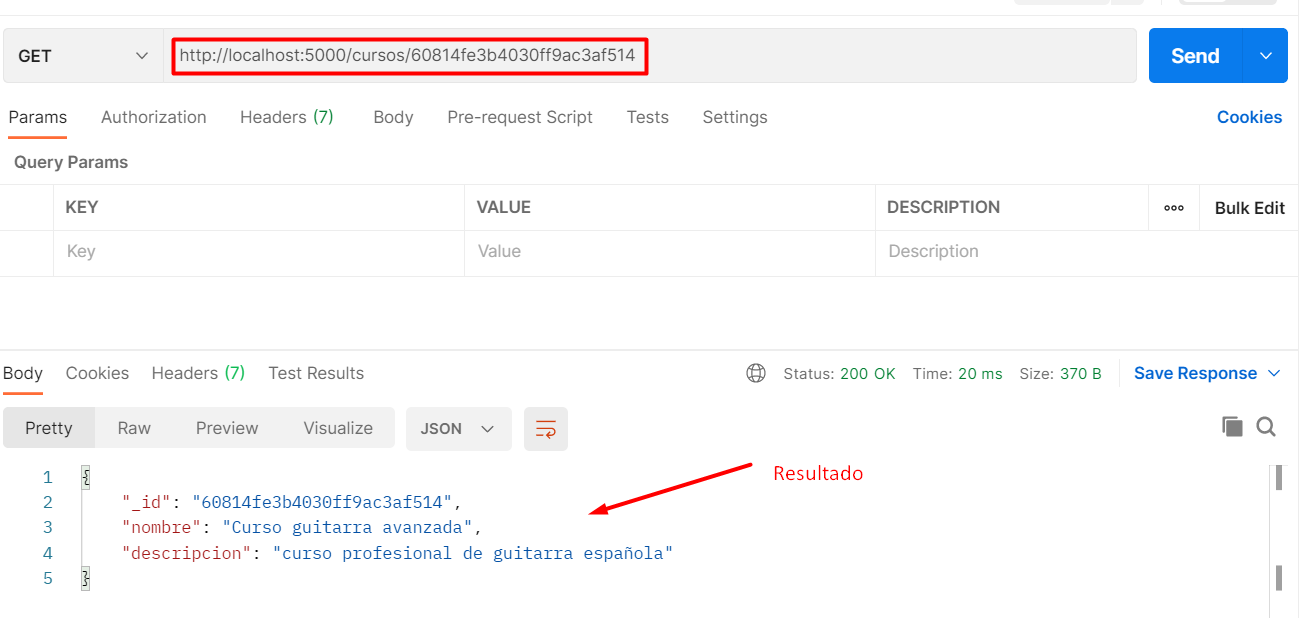 GET http://localhost:5000/cursos/60814fe3b4030ff9ac3af514 Send
Params Authorization Headers (7) Body Pre-request Script Tests Settings Cookies
Query Params
KEY VALUE DESCRIPTION ooo Bulk Edit
Key Value Description
Body Cookies Headers (7) Test Results Status: 200 OK Time: 20 ms Size: 370 B Save Response
Pretty Raw Preview Visualize JSON
Resultado
1 {
2 "_id": "60814fe3b4030ff9ac3af514",
3 "nombre": "Curso guitarra avanzada",
4 "descripcion": "curso profesional de guitarra española"
5 }